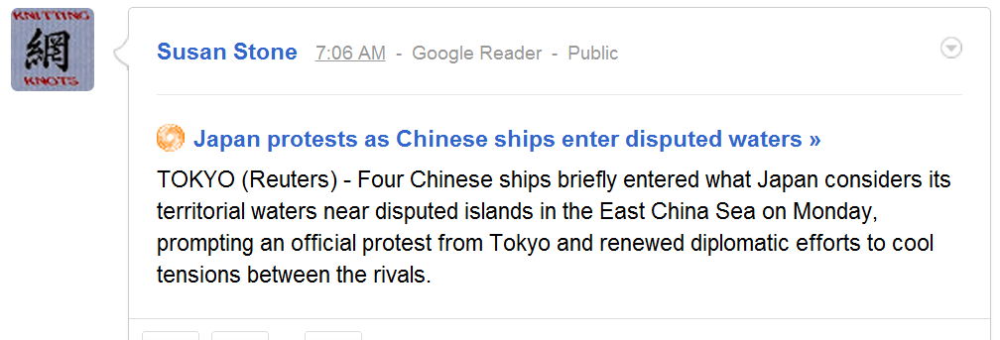 KNITTING
網
KNOTS
Susan Stone 7:06 AM - Google Reader - Public
Japan protests as Chinese ships enter disputed waters »
TOKYO (Reuters) - Four Chinese ships briefly entered what Japan considers its
territorial waters near disputed islands in the East China Sea on Monday,
prompting an official protest from Tokyo and renewed diplomatic efforts to cool
tensions between the rivals.